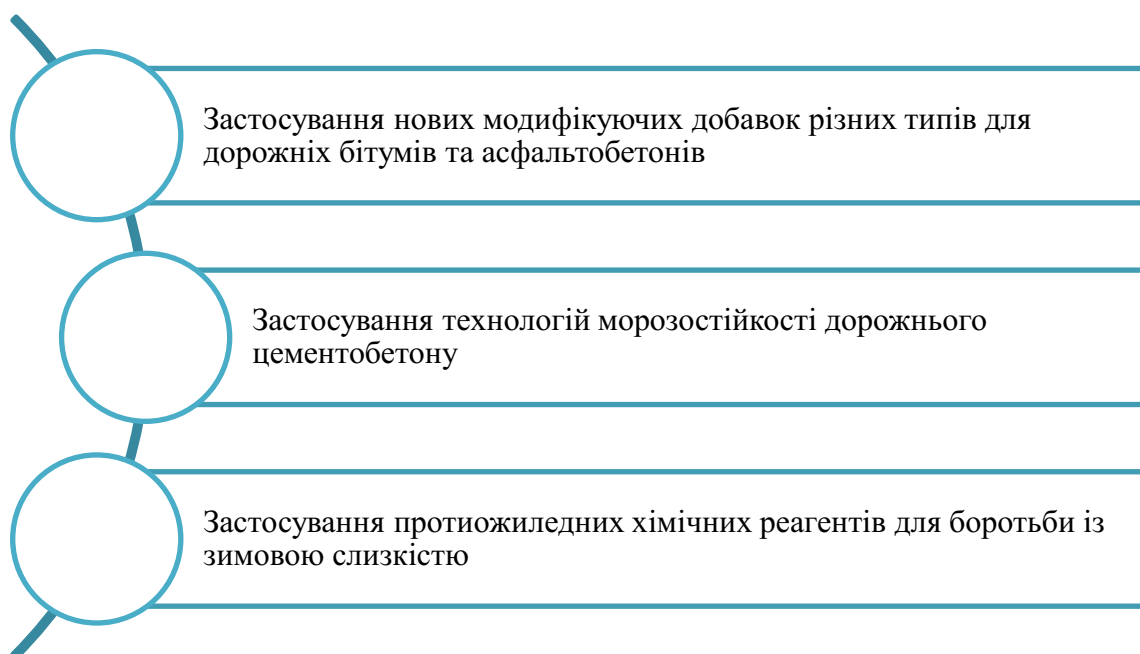 Застосування нових модифікуючих добавок різних типів для
дорожніх бітумів та асфальтобетонів
Застосування технологій морозостійкості дорожнього
цементобетону
Застосування протиожиледних хімічних реагентів для боротьби із
зимовою слизкістю